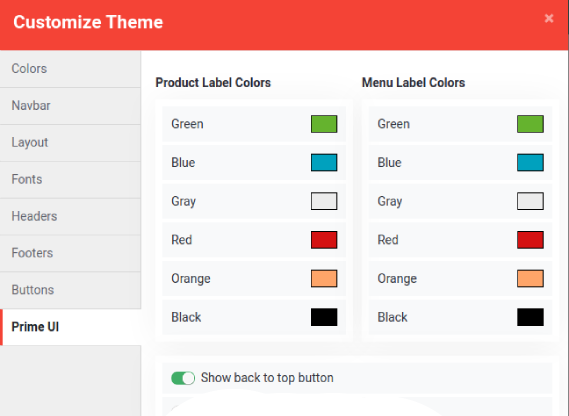 Customize Theme
×
Colors
Navbar
Layout
Fonts
Headers
Footers
Buttons
Prime UI
Product Label Colors
Green
Blue
Gray
Red
Orange
Black
Menu Label Colors
Green
Blue
Gray
Red
Orange
Black
Show back to top button